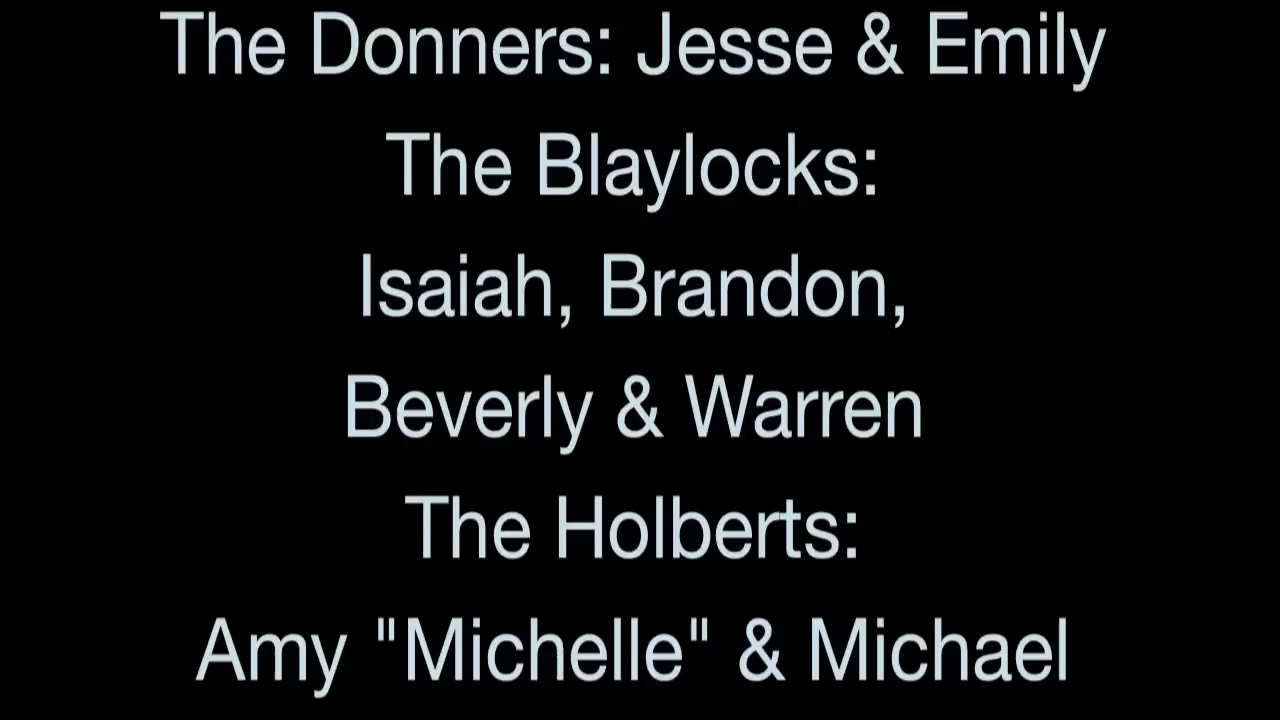 The Donners: Jesse & Emily
The Blaylocks:
Isaiah, Brandon,
Beverly & Warren
The Holberts:
Amy "Michelle" & Michael